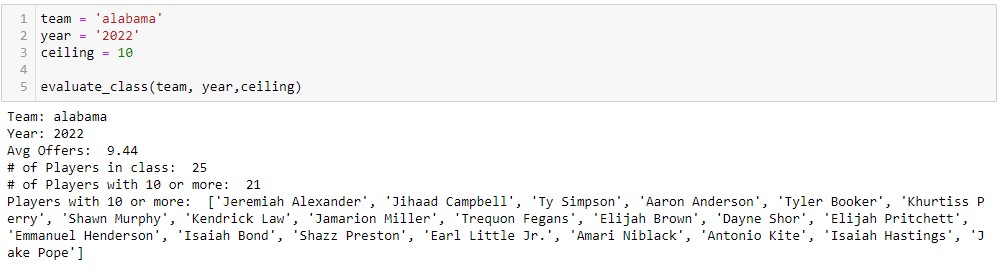 1 team = 'alabama'
2 year = '2022'
3 ceiling = 10
4
5 evaluate_class(team, year,ceiling)
Team: alabama
Year: 2022
Avg Offers:  9.44
# of Players in class:  25
# of Players with 10 or more:  21
Players with 10 or more:  ['Jeremiah Alexander', 'Jihaad Campbell', 'Ty Simpson', 'Aaron Anderson', 'Tyler Booker', 'Khurtiss P
erry', 'Shawn Murphy', 'Kendrick Law', 'Jamarion Miller', 'Trequon Fegans', 'Elijah Brown', 'Dayne Shor', 'Elijah Pritchett',
'Emmanuel Henderson', 'Isaiah Bond', 'Shazz Preston', 'Earl Little Jr.', 'Amari Niblack', 'Antonio Kite', 'Isaiah Hastings', 'J
ake Pope']